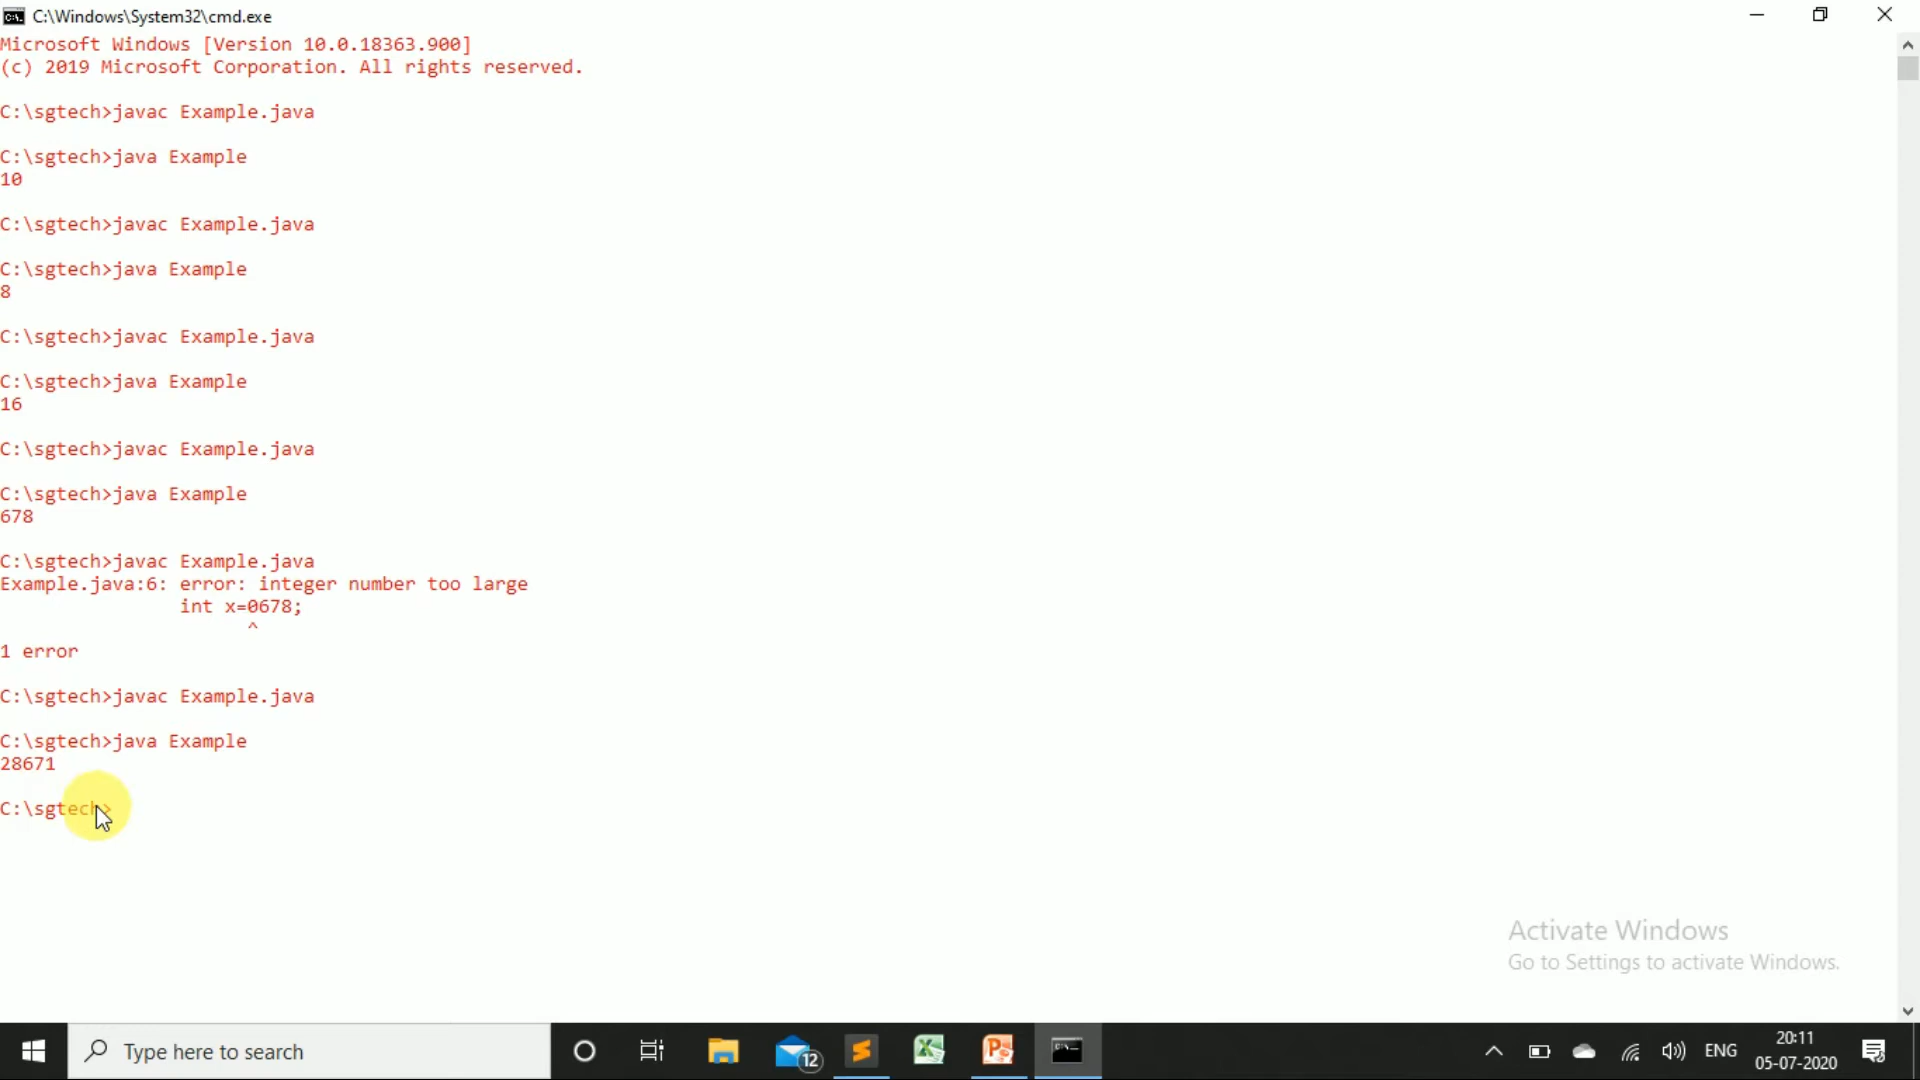 C:\Windows\System32\cmd.exe
Microsoft Windows [Version 10.0.18363.900]
(c) 2019 Microsoft Corporation. All rights reserved.
C:\sgtech>javac Example.java
C:\sgtech>java Example
10
C:\sgtech>javac Example.java
C:\sgtech>java Example
8
C:\sgtech>javac Example.java
C:\sgtech>java Example
16
C:\sgtech>javac Example.java
C:\sgtech>java Example
678
C:\sgtech>javac Example.java
Example.java:6: error: integer number too large
int x=0678;
^
1 error
C:\sgtech>javac Example.java
C:\sgtech>java Example
28671
C:\sgtech>
Activate Windows
Go to Settings to activate Windows.
Type here to search
12
ENG
20:11
05-07-2020